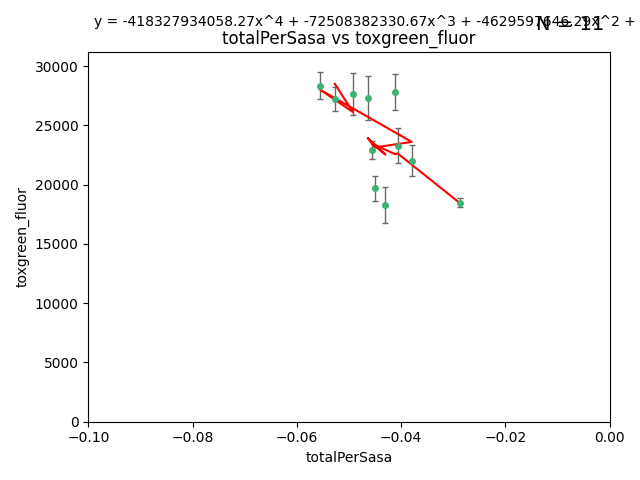 y = -418327934058.27x^4 + -72508382330.67x^3 + -4629597646.29x^2 +
N = 11
totalPerSasa vs toxgreen_fluor
30000
25000
20000
15000
10000
5000
0
toxgreen_fluor
−0.10 −0.08 −0.06 −0.04 −0.02 0.00
totalPerSasa